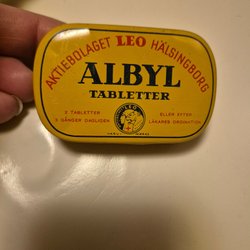 AKTIEBOLAGET LEO HÄLSINGBORG
ALBYL
TABLETTER
2 TABLETTER
3 GÅNGER DAGLIGEN
LEO
ELLER EFTER
LÄKARES ORDINATION